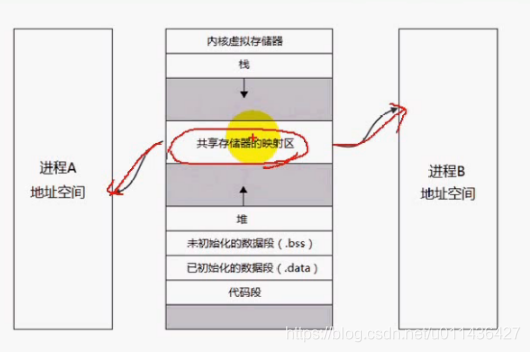 内核虚拟存储器
栈
共享存储器的映射区
进程A
地址空间
进程B
地址空间
堆
未初始化的数据段（.bss）
已初始化的数据段（.data）
代码段
https://blog.csdn.net/u011436427